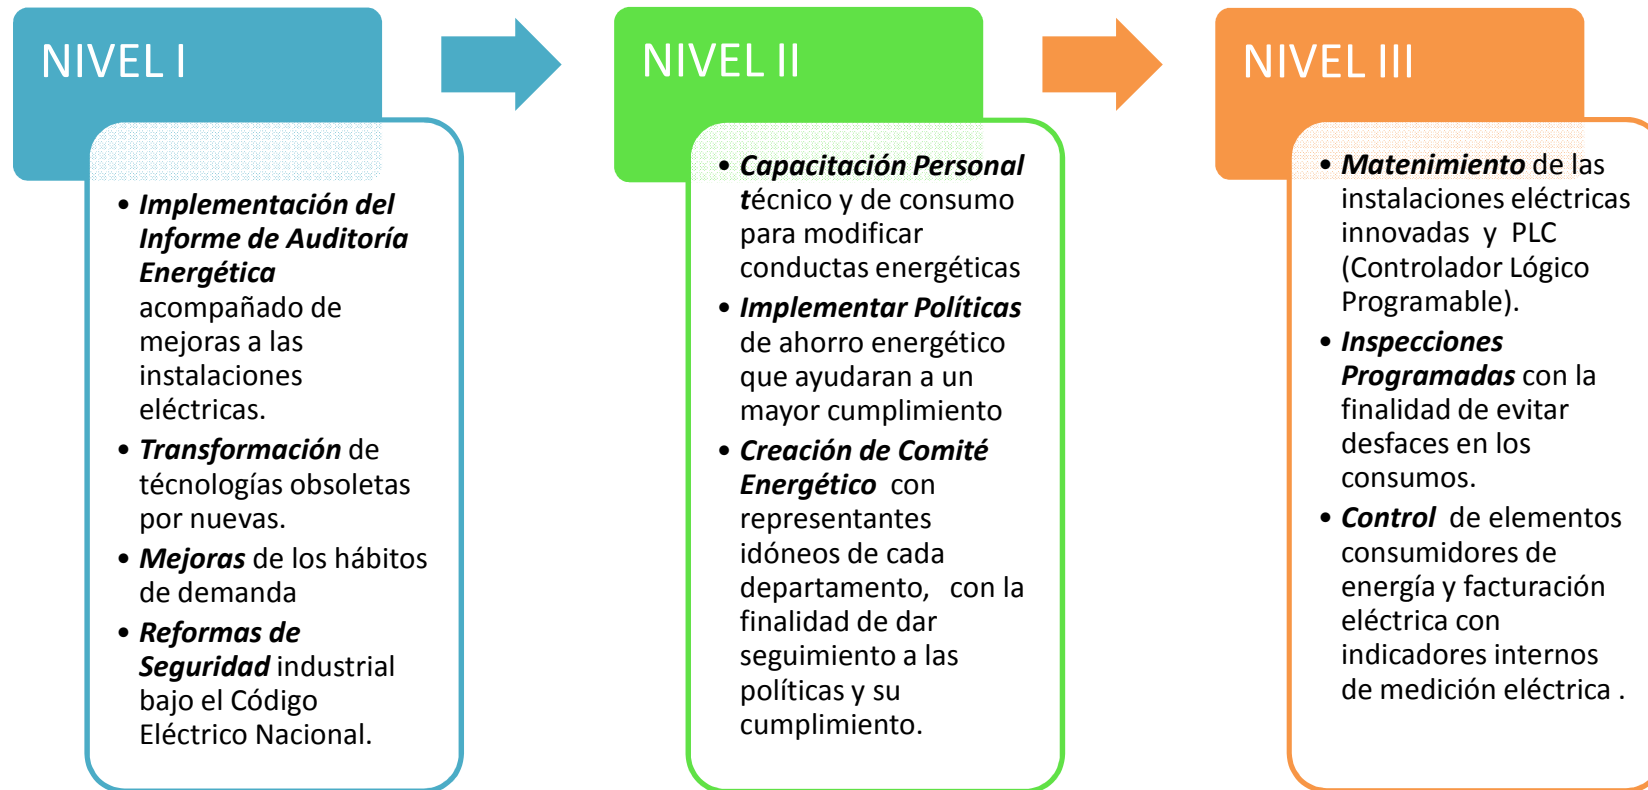 NIVEL I
• Implementación del
Informe de Auditoría
Energética
acompañado de
mejoras a las
instalaciones
eléctricas.
• Transformación de
técnologías obsoletas
por nuevas.
• Mejoras de los hábitos
de demanda
• Reformas de
Seguridad industrial
bajo el Código
Eléctrico Nacional.
NIVEL II
• Capacitación Personal
técnico y de consumo
para modificar
conductas energéticas
• Implementar Políticas
de ahorro energético
que ayudaran a un
mayor cumplimiento
• Creación de Comité
Energético con
representantes
idóneos de cada
departamento, con la
finalidad de dar
seguimiento a las
políticas y su
cumplimiento.
NIVEL III
• Matenimiento de las
instalaciones eléctricas
innovadas y PLC
(Controlador Lógico
Programable).
• Inspecciones
Programadas con la
finalidad de evitar
desfaces en los
consumos.
• Control de elementos
consumidores de
energía y facturación
eléctrica con
indicadores internos
de medición eléctrica .